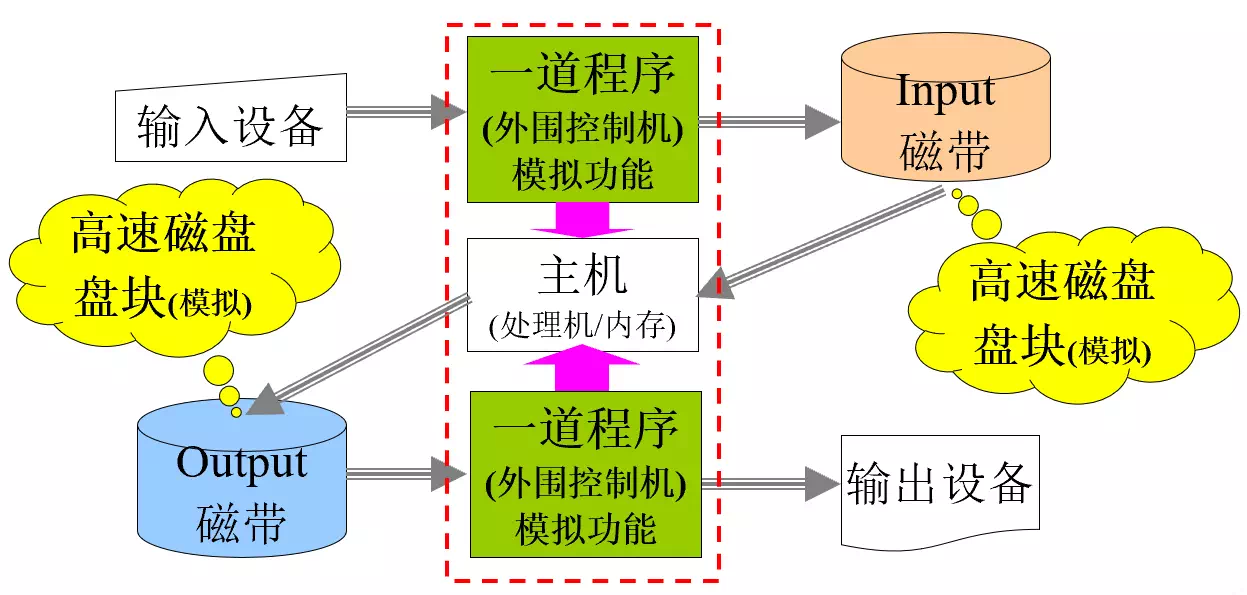 输入设备
一道程序
(外围控制机)
模拟功能
Input
磁带
高速磁盘
盘块(模拟)
主机
(处理机/内存)
高速磁盘
盘块(模拟)
Output
磁带
一道程序
(外围控制机)
模拟功能
输出设备